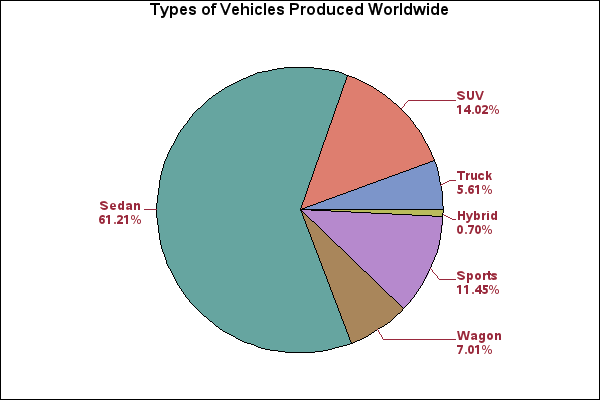 Types of Vehicles Produced Worldwide
SUV
14.02%
Truck
5.61%
Sedan
61.21%
Hybrid
0.70%
Sports
11.45%
Wagon
7.01%